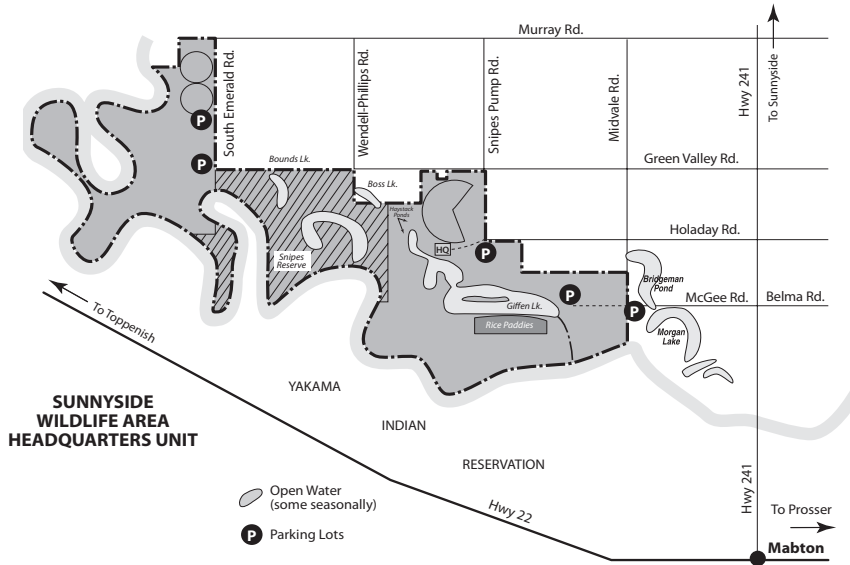 Murray Rd.
To Sunnyside
Hwy 241
South Emerald Rd.
Wendell-Phillips Rd.
Snipes Pump Rd.
Midvale Rd.
P
P
Bounds Lk.
Green Valley Rd.
Boss Lk.
Haystack
Ponds
Holaday Rd.
HQ
P
Snipes
Reserve
Bridgeman
Pond
P
McGee Rd.
Belma Rd.
Giffen Lk.
P
To Toppenish
Rice Paddies
Morgan
Lake
YAKAMA
SUNNYSIDE
WILDLIFE AREA
HEADQUARTERS UNIT
INDIAN
RESERVATION
Hwy 241
Open Water
(some seasonally)
Hwy 22
To Prosser
P Parking Lots
Mabton